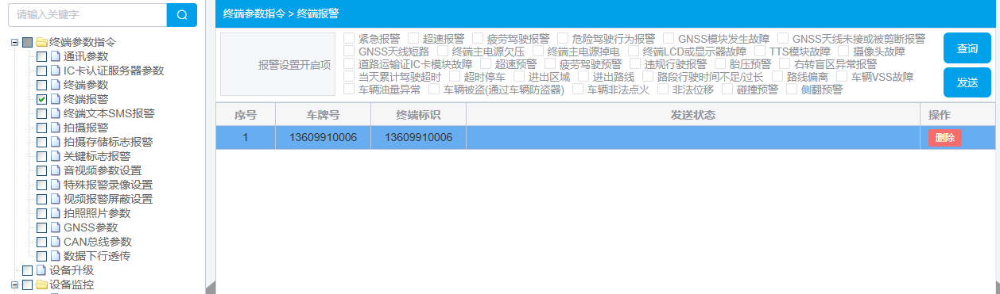 请输入关键字
终端参数指令
通讯参数
IC卡认证服务器参数
终端参数
终端报警
终端文本SMS报警
拍摄报警
拍摄存储标志报警
关键标志报警
音视频参数设置
特殊报警录像设置
视频报警屏蔽设置
拍照照片参数
GNSS参数
CAN总线参数
数据下行透传
设备升级
设备监控
终端参数指令 > 终端报警
报警设置开启项
紧急报警 超速报警 疲劳驾驶报警 危险驾驶行为报警 GNSS模块发生故障 GNSS天线未接或被剪断报警
GNSS天线短路 终端主电源欠压 终端主电源掉电 终端LCD或显示器故障 TTS模块故障 摄像头故障
道路运输证IC卡模块故障 超速预警 疲劳驾驶预警 违规行驶报警 胎压预警 右转盲区异常报警
当天累计驾驶超时 超时停车 进出区域 进出路线 路段行驶时间不足/过长 路线偏离 车辆VSS故障
车辆油量异常 车辆被盗(通过车辆防盗器) 车辆非法点火 非法位移 碰撞预警 侧翻预警
查询
发送
序号 车牌号 终端标识 发送状态 操作
1 13609910006 13609910006 删除